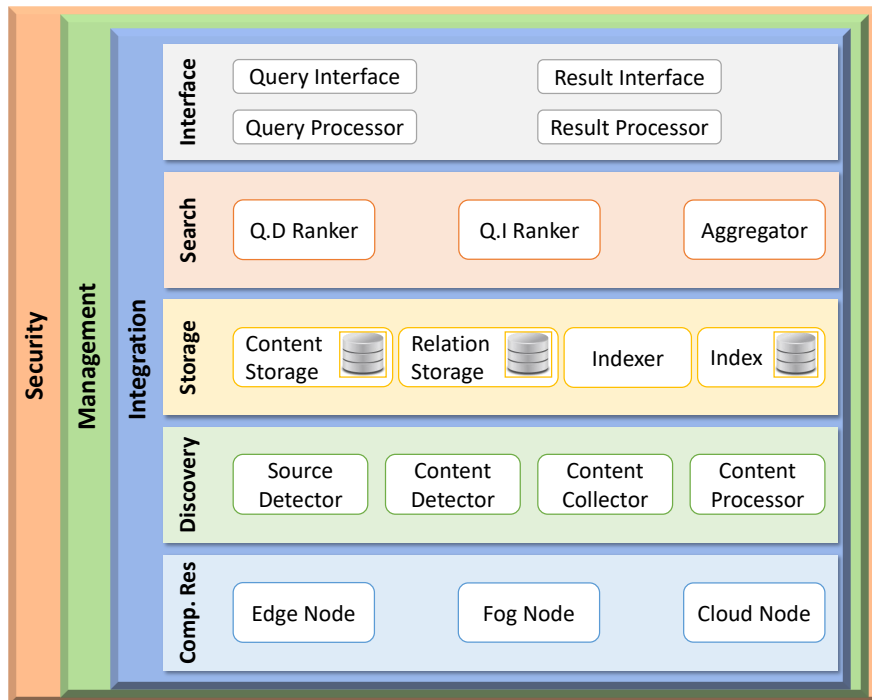 Security
Management
Integration
Interface
Query Interface
Result Interface
Query Processor
Result Processor
Search
Q.D Ranker
Q.I Ranker
Aggregator
Storage
Content
Storage
Relation
Storage
Indexer
Index
Discovery
Source
Detector
Content
Detector
Content
Collector
Content
Processor
Comp. Res
Edge Node
Fog Node
Cloud Node